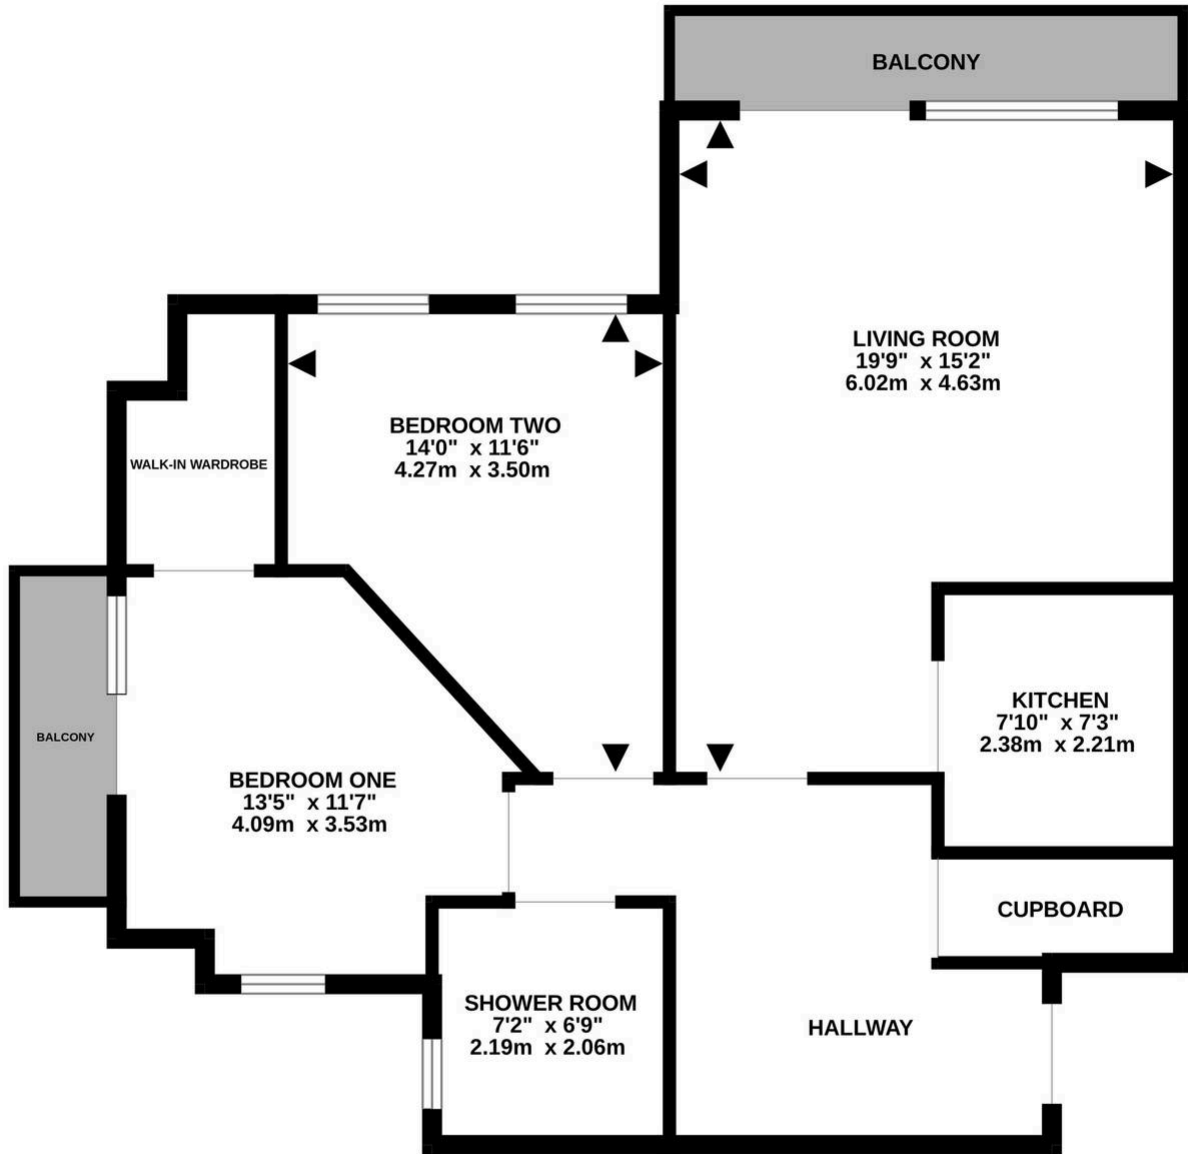 BALCONY
LIVING ROOM
19'9" x 15'2"
6.02m x 4.63m
BEDROOM TWO
14'0" x 11'6"
4.27m x 3.50m
WALK-IN WARDROBE
KITCHEN
7'10" x 7'3"
2.38m x 2.21m
BALCONY
BEDROOM ONE
13'5" x 11'7"
4.09m x 3.53m
CUPBOARD
SHOWER ROOM
7'2" x 6'9"
2.19m x 2.06m
HALLWAY